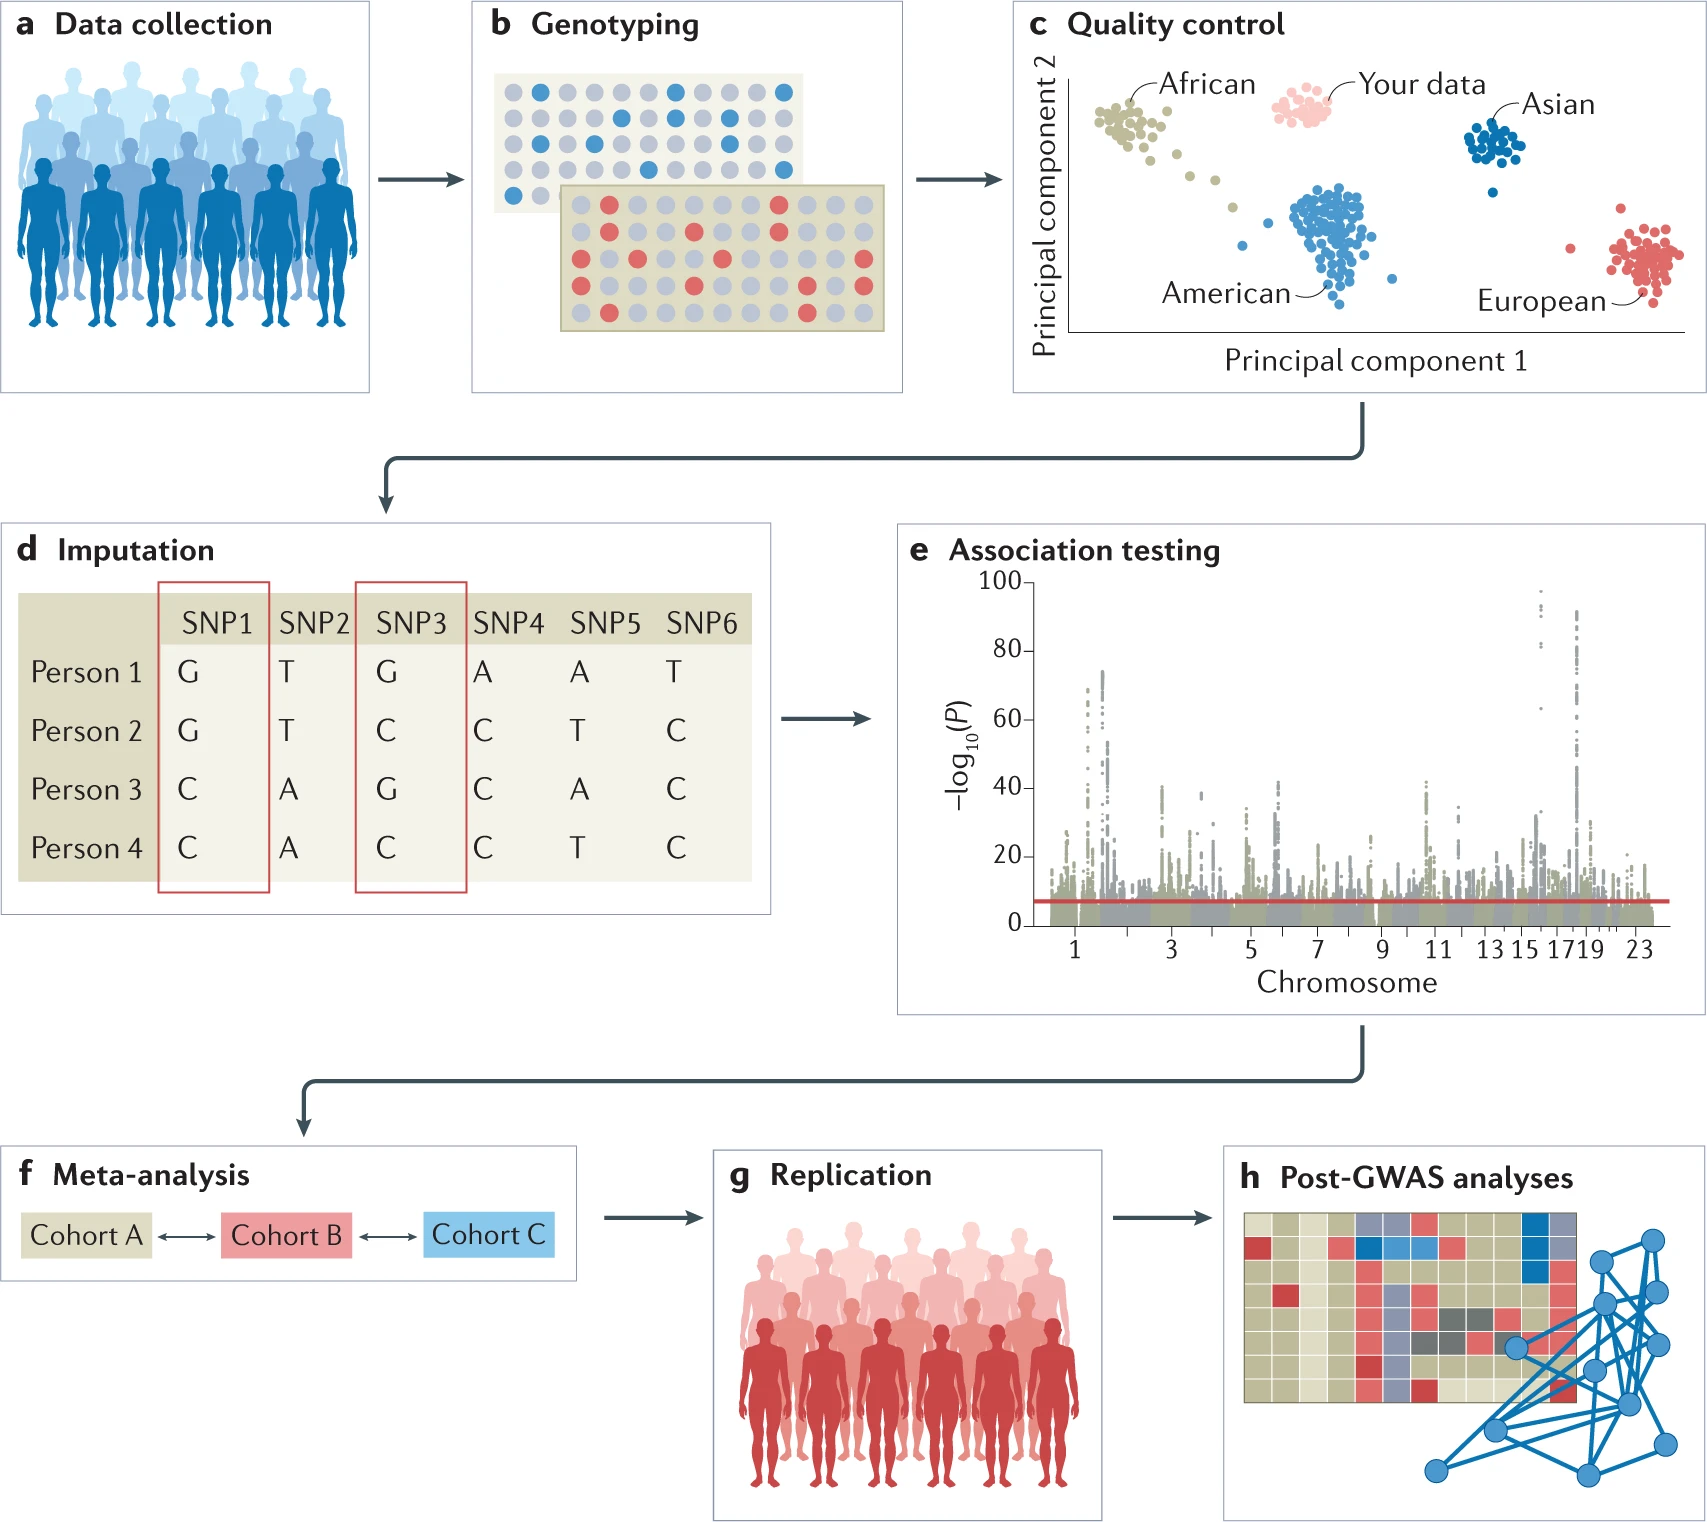 a Data collection
b Genotyping
c Quality control
Principal component 2
African
Your data
Asian
American
European
Principal component 1
d Imputation
SNP1 SNP2 SNP3 SNP4 SNP5 SNP6
Person 1 G T G A A T
Person 2 G T C C T C
Person 3 C A G C A C
Person 4 C A C C T C
e Association testing
100
80
60
40
20
0
–log10(P)
1 3 5 7 9 11 13 15 17 19 23
Chromosome
f Meta-analysis
Cohort A Cohort B Cohort C
g Replication
h Post-GWAS analyses